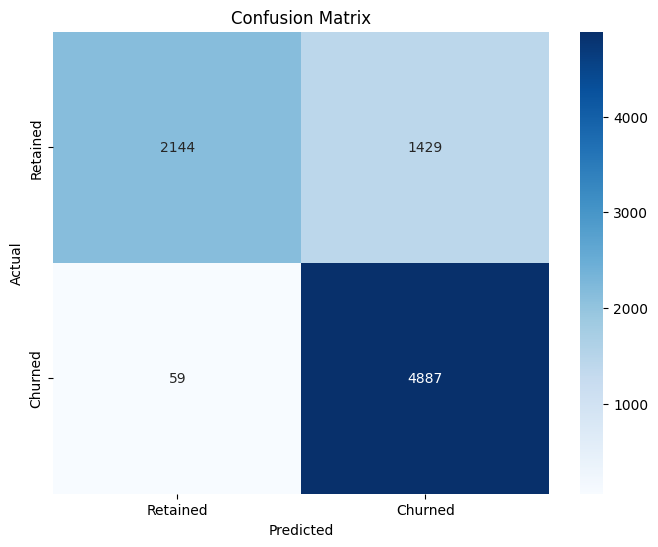 Confusion Matrix
Actual
Retained
2144
1429
Churned
59
4887
Retained
Churned
Predicted
4000
3000
2000
1000